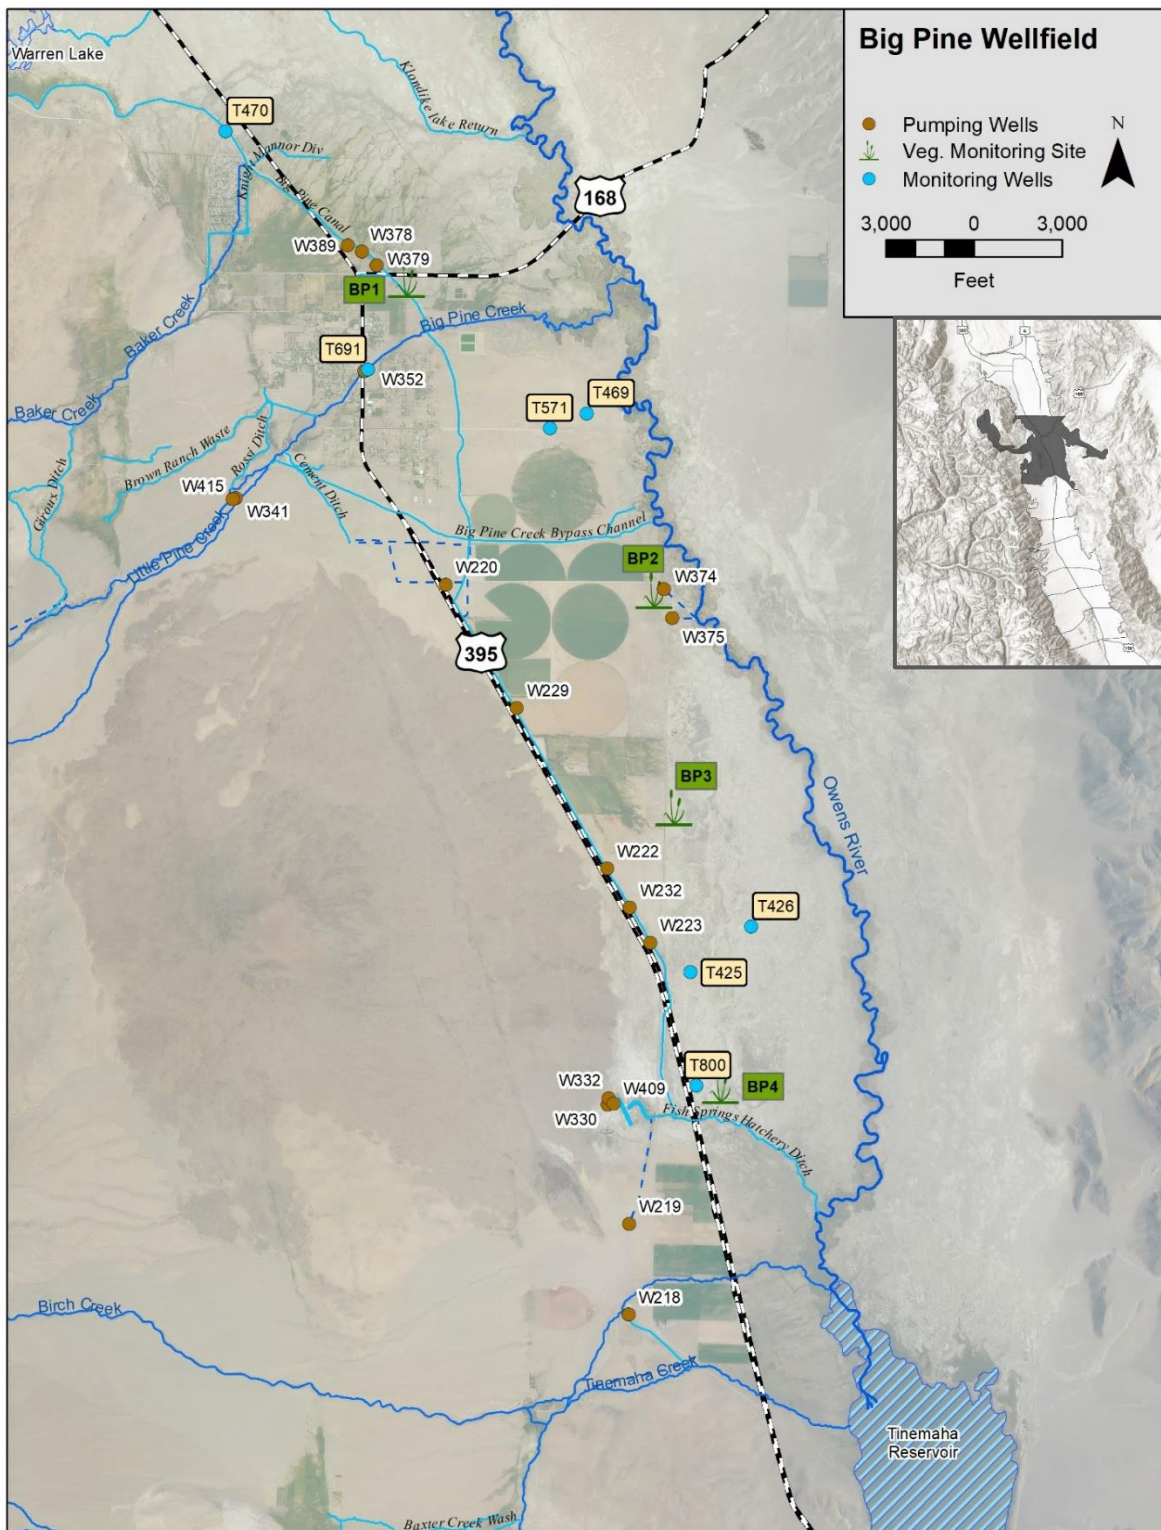 Big Pine Wellfield
Pumping Wells
Veg. Monitoring Site
Monitoring Wells
N
3,000 0 3,000
Feet
Warren Lake
T470
Klondike lake Return
Knight Mannor Div
Big Pine Canal
168
W389
W378
W379
BP1
Big Pine Creek
Baker Creek
T691
W352
T469
T571
Baker Creek
Brown Ranch Waste
Rossi Ditch
Cement Ditch
Giroux Ditch
W415
W341
Big Pine Creek Bypass Channel
Little Pine Creek
W220
BP2
W374
W375
395
W229
BP3
Owens River
W222
W232
W223
T426
T425
T800
W332
W409
W330
BP4
Fish Springs Hatchery Ditch
W219
W218
Birch Creek
Tinemaha Creek
Tinemaha
Reservoir
Baxter Creek Wash